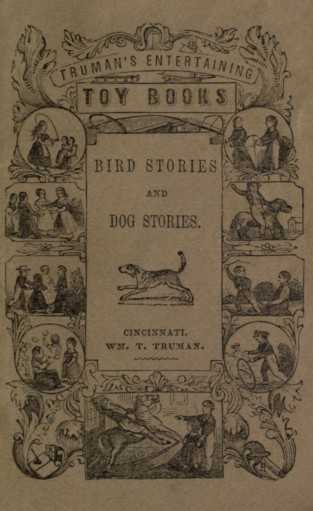 TRUMAN'S ENTERTAINING
TOY BOOKS
BIRD STORIES
AND
DOG STORIES.
CINCINNATI.
WM. T. TRUMAN.